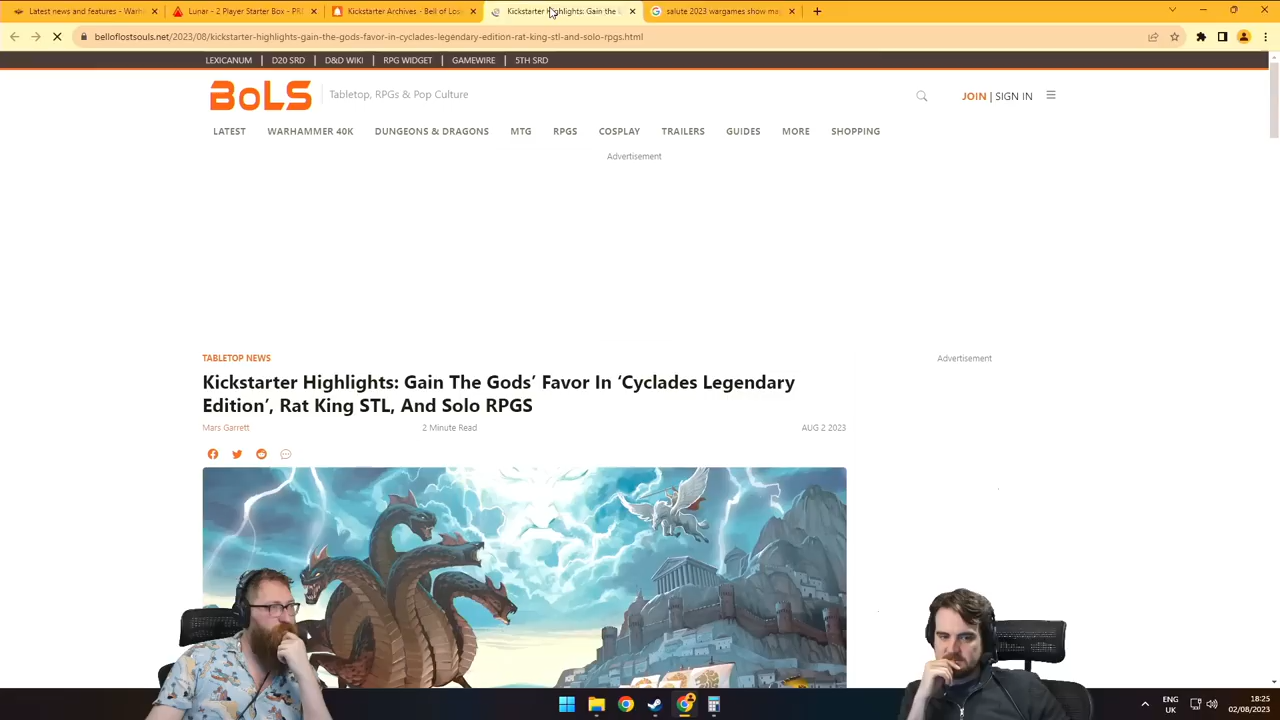 Latest news and features - Warh
Lunar - 2 Player Starter Box - PR
Kickstarter Archives - Bell of Los
Kickstarter Highlights: Gain the
salute 2023 wargames show ma
belloflostsouls.net/2023/08/kickstarter-highlights-gain-the-gods-favor-in-cyclades-legendary-edition-rat-king-stl-and-solo-rpgs.html
LEXICANUM | D20 SRD | D&D WIKI | RPG WIDGET | GAMEWIRE | 5TH SRD
BoLS Tabletop, RPGs & Pop Culture
JOIN | SIGN IN
LATEST WARHAMMER 40K DUNGEONS & DRAGONS MTG RPGS COSPLAY TRAILERS GUIDES MORE SHOPPING
Advertisement
TABLETOP NEWS
Advertisement
Kickstarter Highlights: Gain The Gods' Favor In ‘Cyclades Legendary
Edition’, Rat King STL, And Solo RPGS
Mars Garrett 2 Minute Read AUG 2 2023
ENG
UK
18:25
02/08/2023